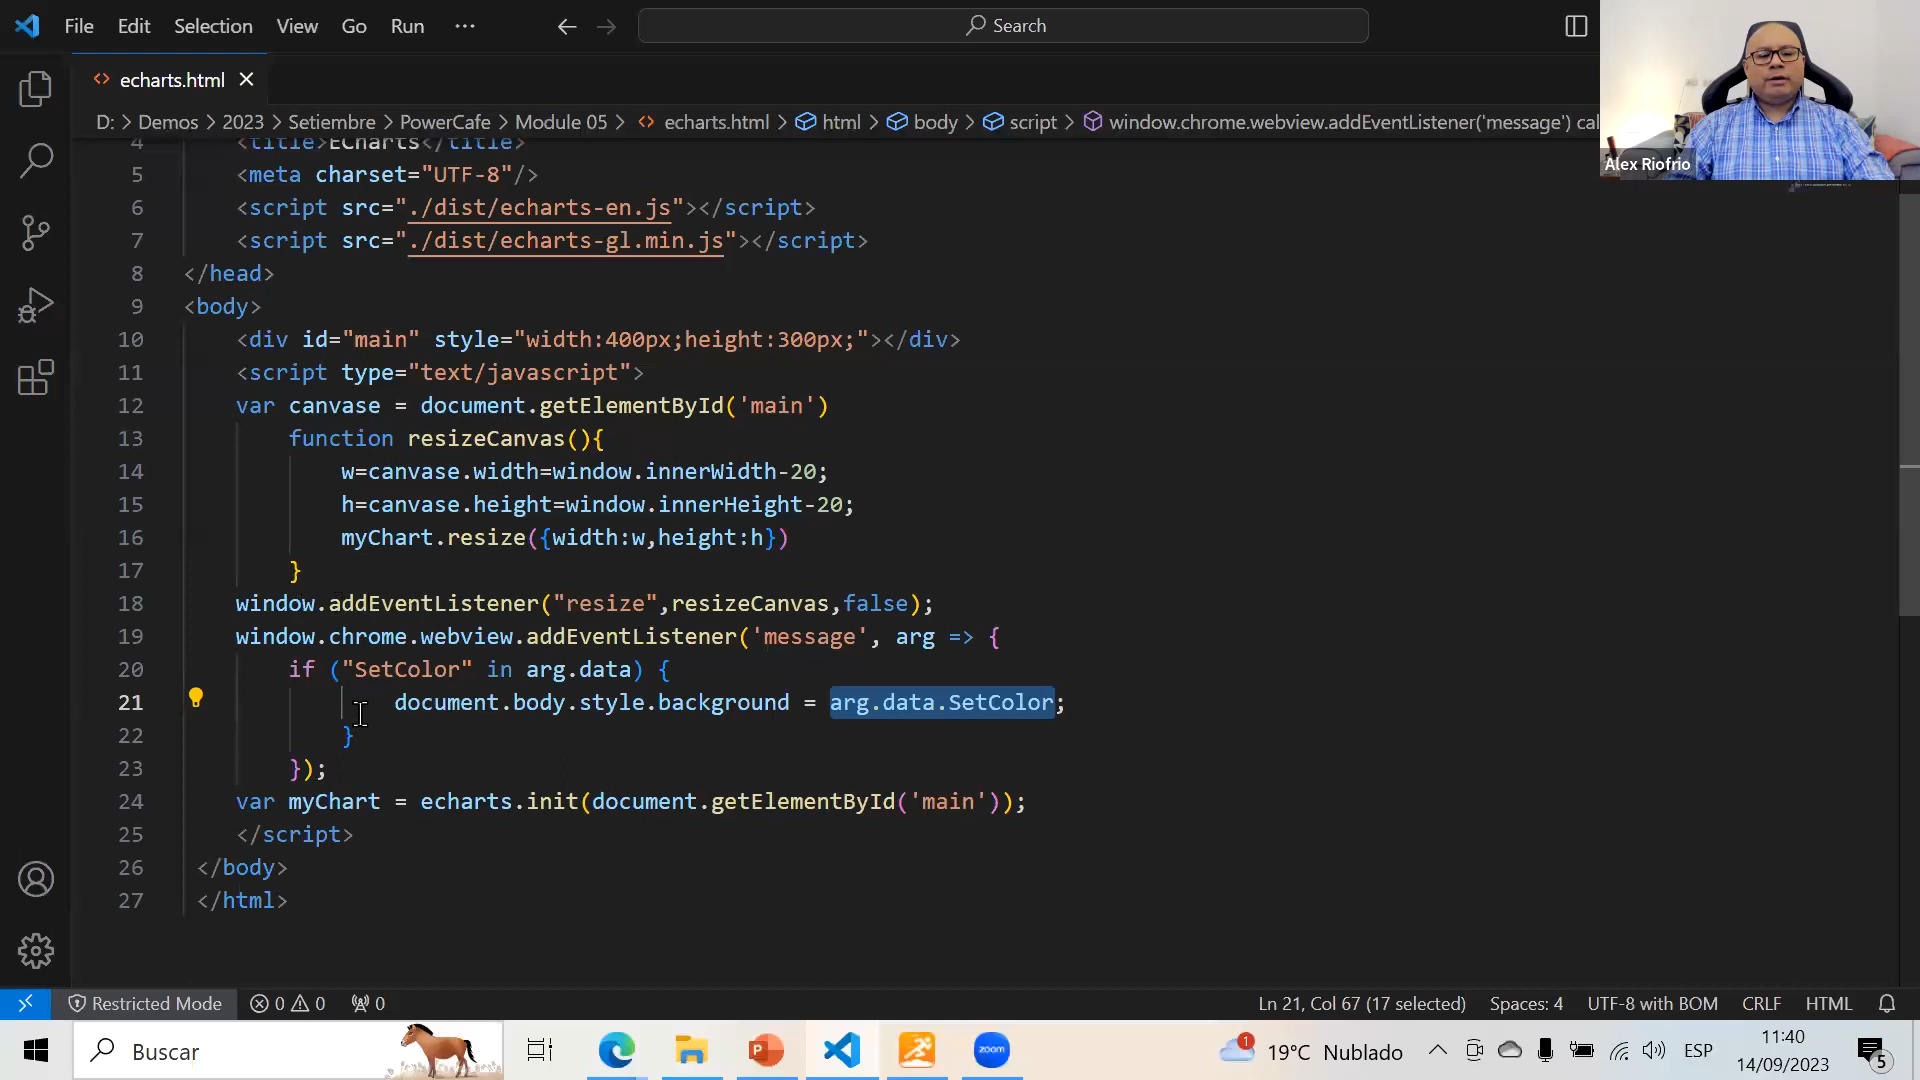 File Edit Selection View Go Run ···
Search
echarts.html
D: > Demos > 2023 > Setiembre > PowerCafe > Module 05 > echarts.html > html > body > script > window.chrome.webview.addEventListener('message') cal
Alex Riofrio
4 <title>ECharts</title>
5 <meta charset="UTF-8"/>
6 <script src="./dist/echarts-en.js"></script>
7 <script src="./dist/echarts-gl.min.js"></script>
8 </head>
9 <body>
10 <div id="main" style="width:400px;height:300px;"></div>
11 <script type="text/javascript">
12 var canvase = document.getElementById('main')
13 function resizeCanvas(){
14 w=canvase.width=window.innerWidth-20;
15 h=canvase.height=window.innerHeight-20;
16 myChart.resize({width:w,height:h})
17 }
18 window.addEventListener("resize",resizeCanvas,false);
19 window.chrome.webview.addEventListener('message', arg => {
20 if ("SetColor" in arg.data) {
21 document.body.style.background = arg.data.SetColor;
22 }
23 });
24 var myChart = echarts.init(document.getElementById('main'));
25 </script>
26 </body>
27 </html>
Restricted Mode 0 0 0 Ln 21, Col 67 (17 selected) Spaces: 4 UTF-8 with BOM CRLF HTML
Buscar zoom 1 19°C Nublado ESP 11:40
14/09/2023 5